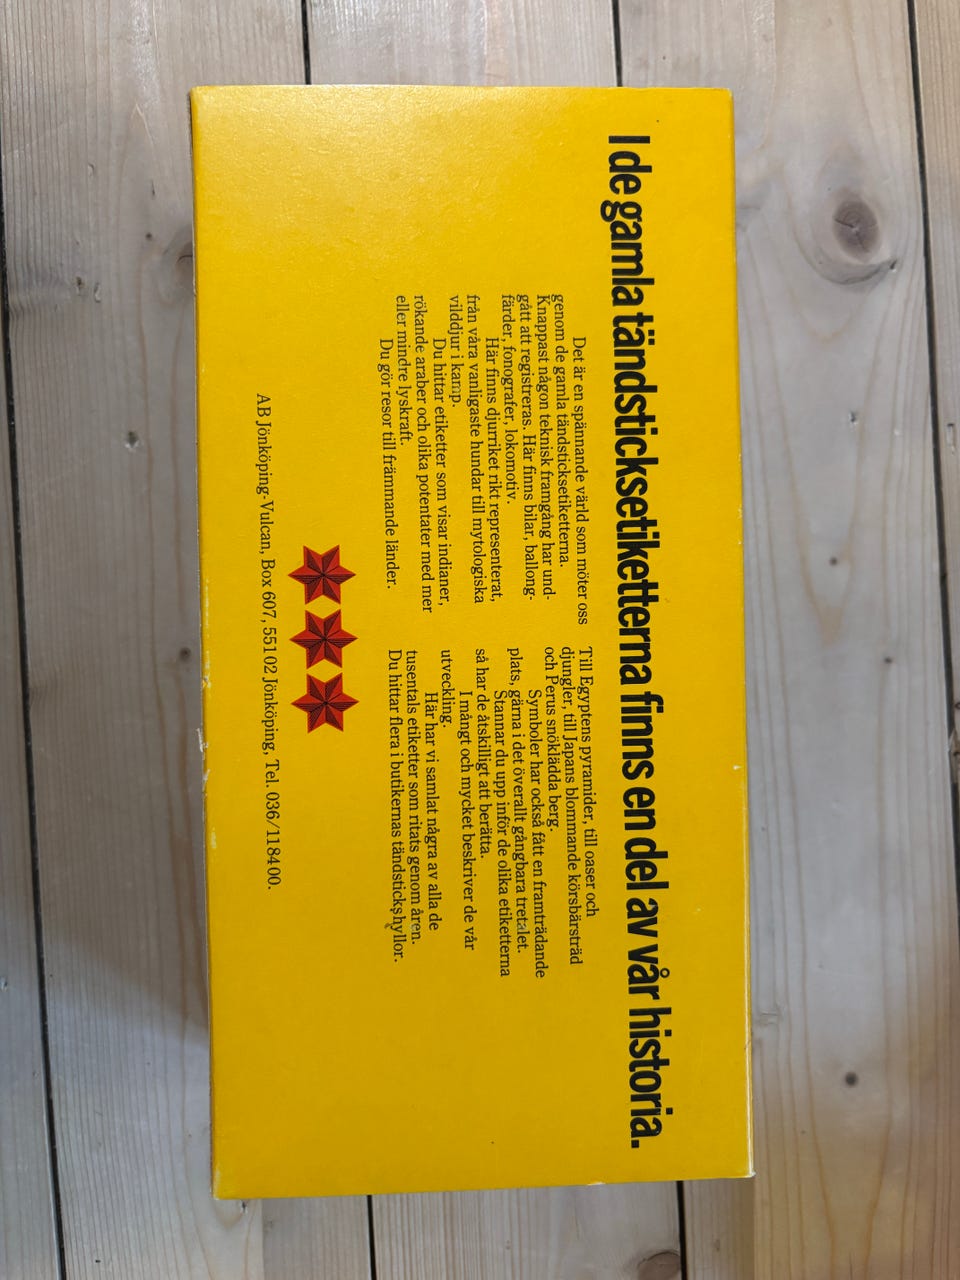 I de gamla tändsticksetiketterna finns en del av vår historia.
Det är en spännande värld som möter oss
genom de gamla tändsticksetiketterna.
Knappast någon teknisk framgång har und-
gått att registreras. Här finns bilar, ballong-
färder, fonografer, lokomotiv.
Här finns djurriket rikt representerat,
från våra vanligaste hundar till mytologiska
vilddjur i kamp.
Du hittar etiketter som visar indianer,
rökande araber och olika potentater med mer
eller mindre lyskraft.
Du gör resor till främmande länder.
Till Egyptens pyramider, till oaser och
djungler, till Japans blommande körsbärsträd
och Perus snöklädda berg.
Symboler har också fått en framträdande
plats, gärna i det överallt gångbara tretalet.
Stannar du upp inför de olika etiketterna
så har de åtskilligt att berätta.
I mångt och mycket beskriver de vår
utveckling.
Här har vi samlat några av alla de
tusentals etiketter som ritats genom åren.
Du hittar flera i butikernas tändstickshyllor.
AB Jönköping-Vulcan, Box 607, 551 02 Jönköping, Tel. 036/118400.